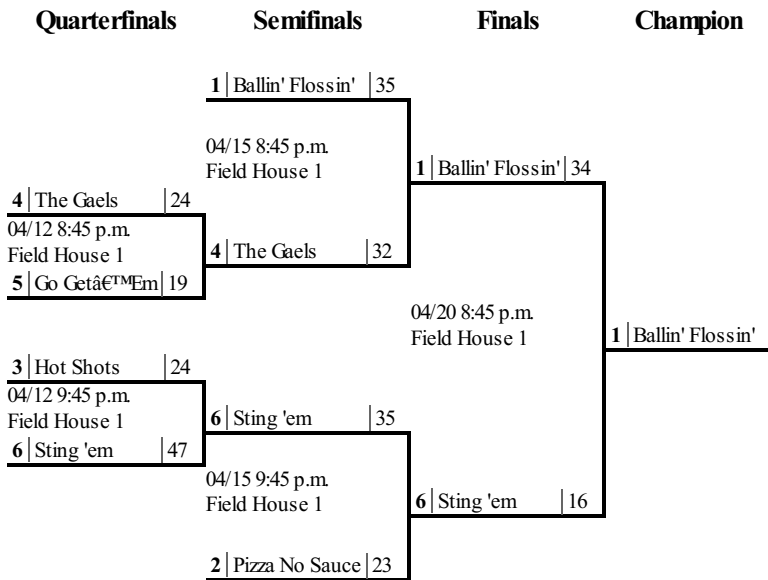 Quarterfinals Semifinals Finals Champion
1 Ballin' Flossin' 35
04/15 8:45 p.m.
Field House 1
1 Ballin' Flossin' 34
4 The Gaels 24
04/12 8:45 p.m.
Field House 1
4 The Gaels 32
5 Go Getâ€™Em 19
04/20 8:45 p.m.
Field House 1
1 Ballin' Flossin'
3 Hot Shots 24
04/12 9:45 p.m.
Field House 1
6 Sting 'em 35
6 Sting 'em 47
04/15 9:45 p.m.
Field House 1
6 Sting 'em 16
2 Pizza No Sauce 23